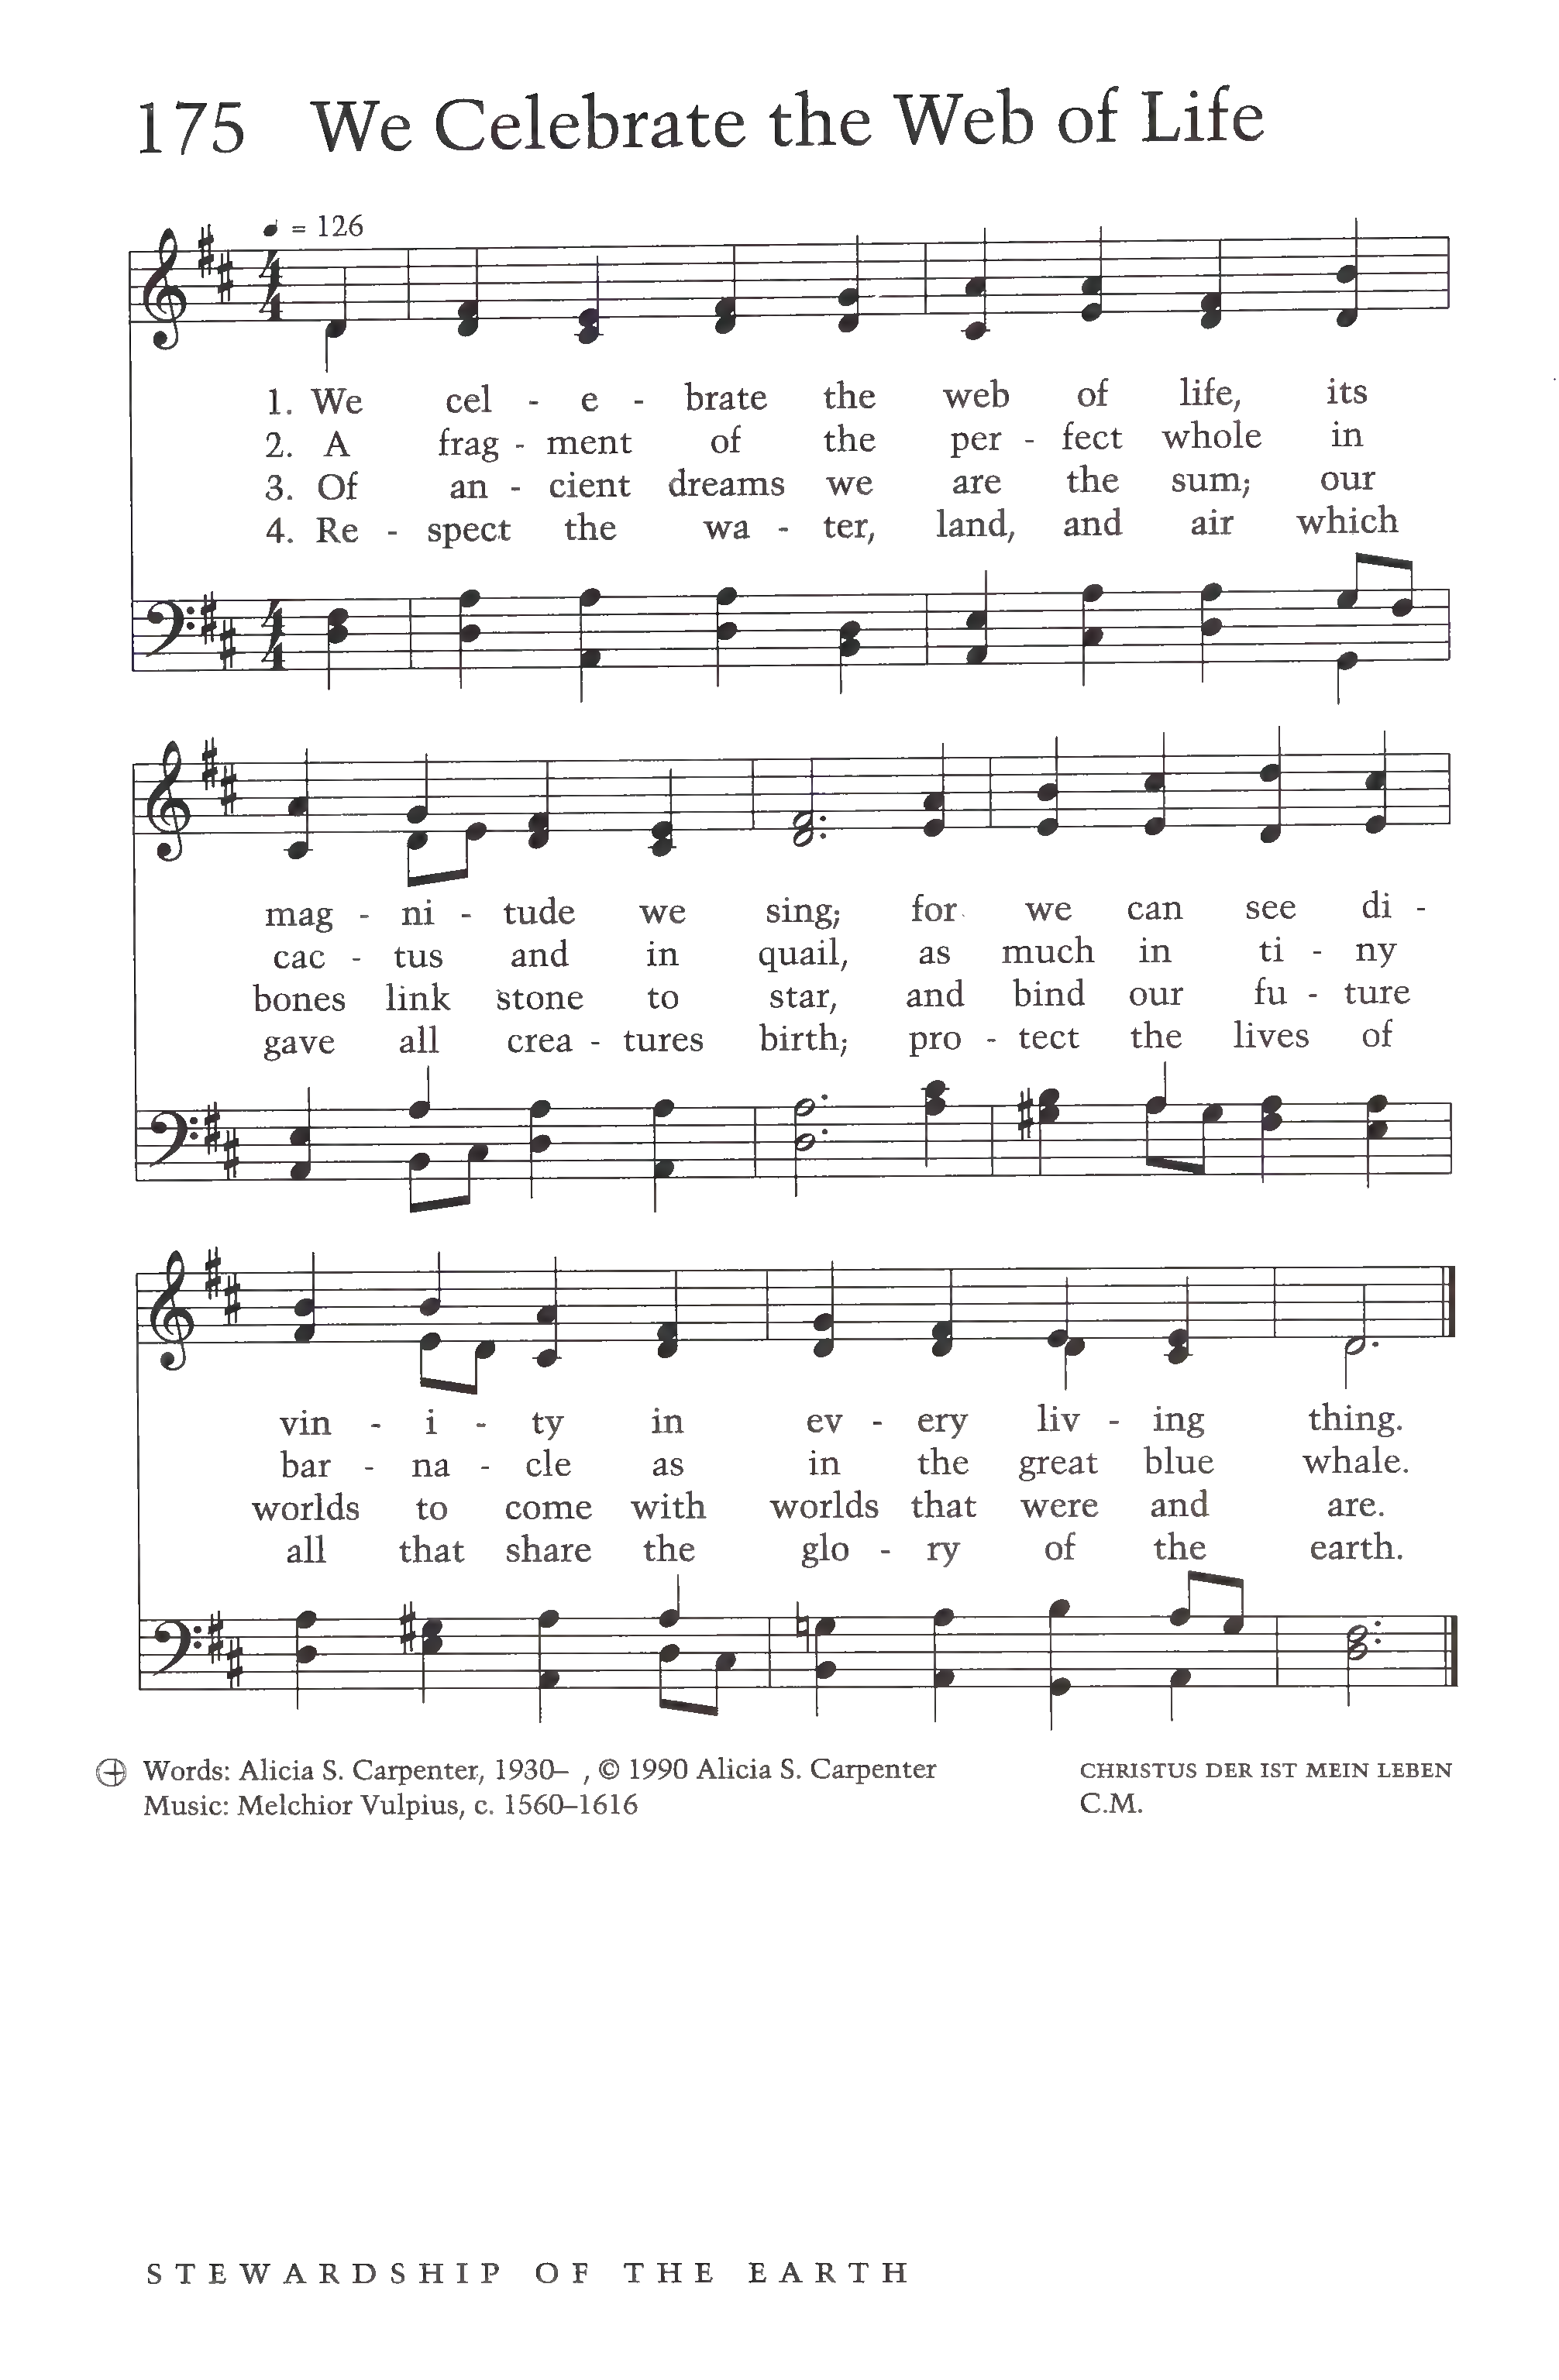 175 We Celebrate the Web of Life
♩ = 126
1. We cel - e - brate the web of life, its
2. A frag - ment of the per - fect whole in
3. Of an - cient dreams we are the sum; our
4. Re - spect the wa - ter, land, and air which
mag - ni - tude we sing; for we can see di -
cac - tus and in quail, as much in ti - ny
bones link stone to star, and bind our fu - ture
gave all crea - tures birth; pro - tect the lives of
vin - i - ty in ev - ery liv - ing thing.
bar - na - cle as in the great blue whale.
worlds to come with worlds that were and are.
all that share the glo - ry of the earth.
Words: Alicia S. Carpenter, 1930– , © 1990 Alicia S. Carpenter CHRISTUS DER IST MEIN LEBEN
Music: Melchior Vulpius, c. 1560–1616 C.M.
STEWARDSHIP OF THE EARTH